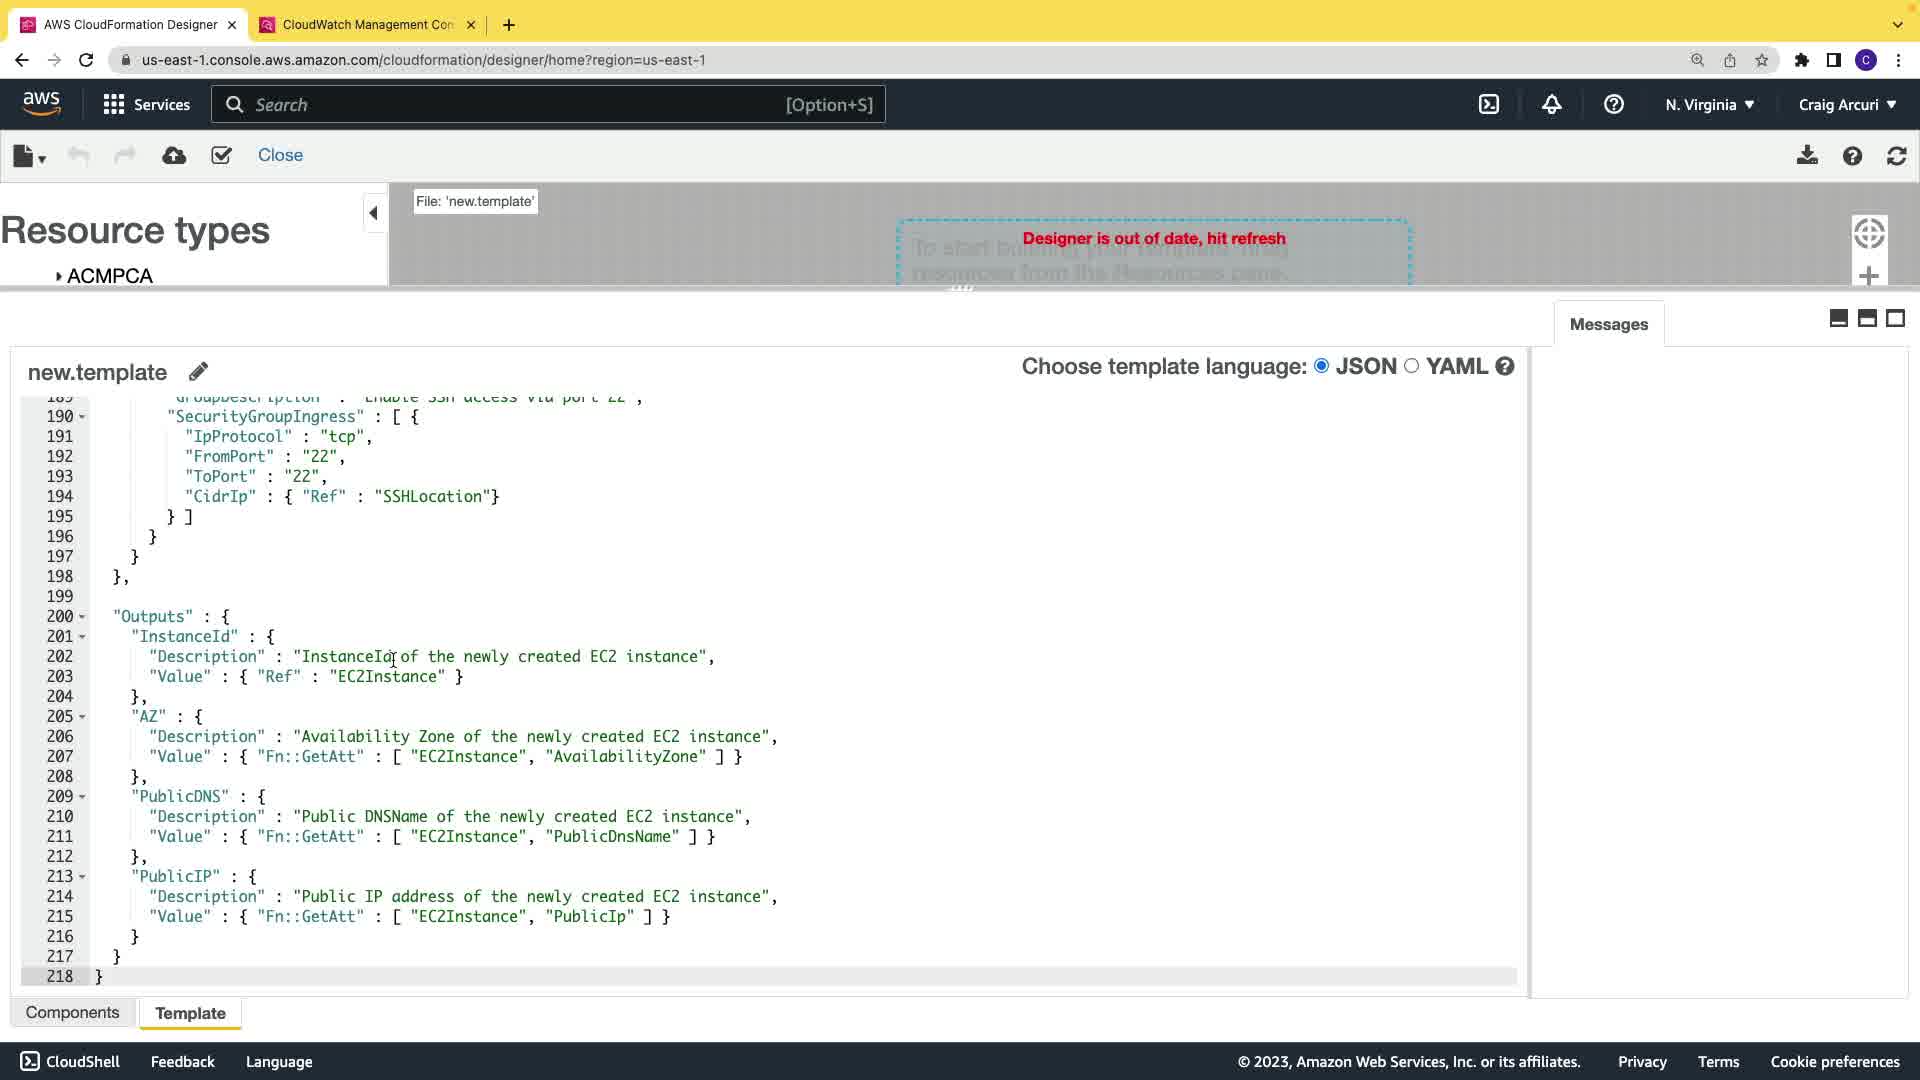 AWS CloudFormation Designer
CloudWatch Management Con
us-east-1.console.aws.amazon.com/cloudformation/designer/home?region=us-east-1
C
aws
Services
Search
[Option+S]
N. Virginia
Craig Arcuri
Close
Resource types
ACMPCA
File: 'new.template'
Designer is out of date, hit refresh
To start building your template, drag
resources from the Resources pane.
Messages
new.template
Choose template language: JSON YAML
189 "GroupDescription" : "Enable SSH access via port 22",
190 "SecurityGroupIngress" : [ {
191 "IpProtocol" : "tcp",
192 "FromPort" : "22",
193 "ToPort" : "22",
194 "CidrIp" : { "Ref" : "SSHLocation"}
195 } ]
196 }
197 }
198 },
199
200 "Outputs" : {
201 "InstanceId" : {
202 "Description" : "InstanceId of the newly created EC2 instance",
203 "Value" : { "Ref" : "EC2Instance" }
204 },
205 "AZ" : {
206 "Description" : "Availability Zone of the newly created EC2 instance",
207 "Value" : { "Fn::GetAtt" : [ "EC2Instance", "AvailabilityZone" ] }
208 },
209 "PublicDNS" : {
210 "Description" : "Public DNSName of the newly created EC2 instance",
211 "Value" : { "Fn::GetAtt" : [ "EC2Instance", "PublicDnsName" ] }
212 },
213 "PublicIP" : {
214 "Description" : "Public IP address of the newly created EC2 instance",
215 "Value" : { "Fn::GetAtt" : [ "EC2Instance", "PublicIp" ] }
216 }
217 }
218 }
Components
Template
CloudShell
Feedback
Language
© 2023, Amazon Web Services, Inc. or its affiliates.
Privacy
Terms
Cookie preferences